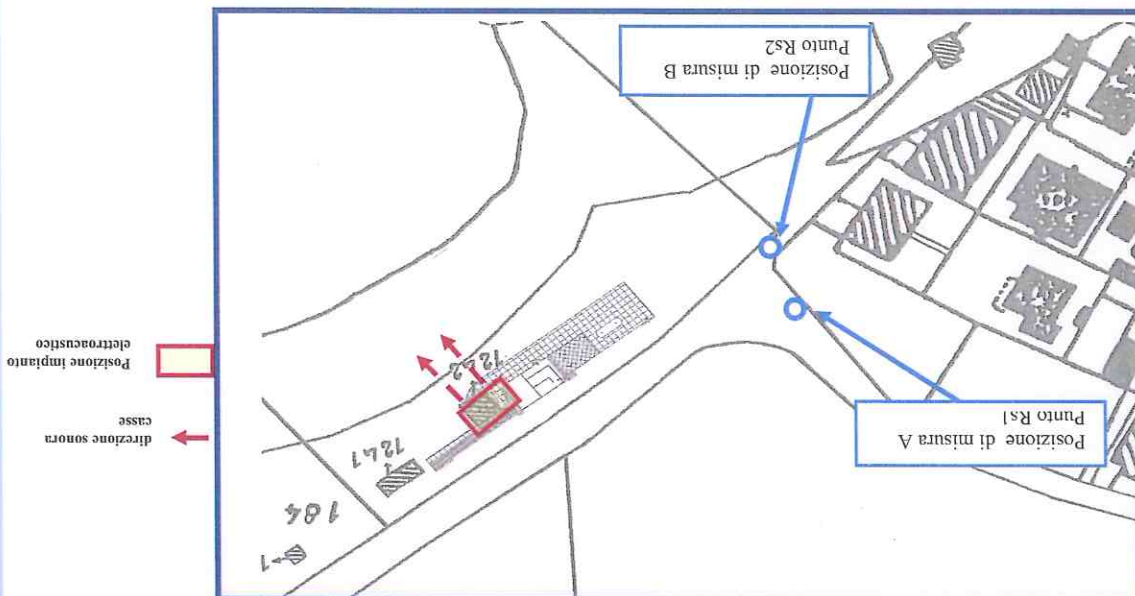 1
184
1241
direzione sonora
casse
Posizione di misura A
Punto Rs1
1242
Posizione impianto
elettroacustico
Posizione di misura B
Punto Rs2